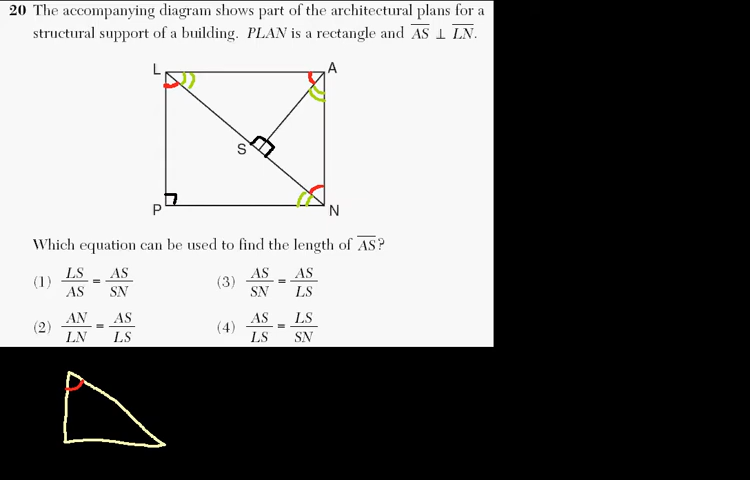 20 The accompanying diagram shows part of the architectural plans for a
structural support of a building. PLAN is a rectangle and AS ⊥ LN.
L
A
S
P
N
Which equation can be used to find the length of AS?
(1) LS/AS = AS/SN
(3) AS/SN = AS/LS
(2) AN/LN = AS/LS
(4) AS/LS = LS/SN